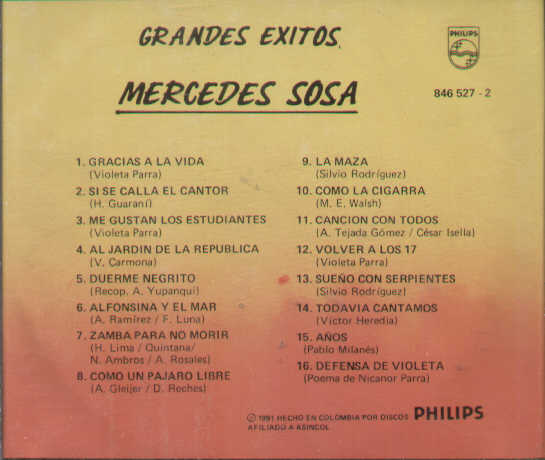 GRANDES EXITOS
MERCEDES SOSA
PHILIPS
846 527 - 2
1. GRACIAS A LA VIDA
(Violeta Parra)
2. SI SE CALLA EL CANTOR
(H. Guaraní)
3. ME GUSTAN LOS ESTUDIANTES
(Violeta Parra)
4. AL JARDIN DE LA REPUBLICA
(V. Carmona)
5. DUERME NEGRITO
(Recop. A. Yupanqui)
6. ALFONSINA Y EL MAR
(A. Ramírez / F. Luna)
7. ZAMBA PARA NO MORIR
(H. Lima / Quintana/
N. Ambros / A. Rosales)
8. COMO UN PAJARO LIBRE
(A. Gleijer / D. Reches)
9. LA MAZA
(Silvio Rodríguez)
10. COMO LA CIGARRA
(M. E. Walsh)
11. CANCION CON TODOS
(A. Tejada Gómez / César Isella)
12. VOLVER A LOS 17
(Violeta Parra)
13. SUEÑO CON SERPIENTES
(Silvio Rodríguez)
14. TODAVIA CANTAMOS
(Víctor Heredia)
15. AÑOS
(Pablo Milanés)
16. DEFENSA DE VIOLETA
(Poema de Nicanor Parra)
Ⓟ 1991 HECHO EN COLOMBIA POR DISCOS PHILIPS
AFILIADO A ASINCOL